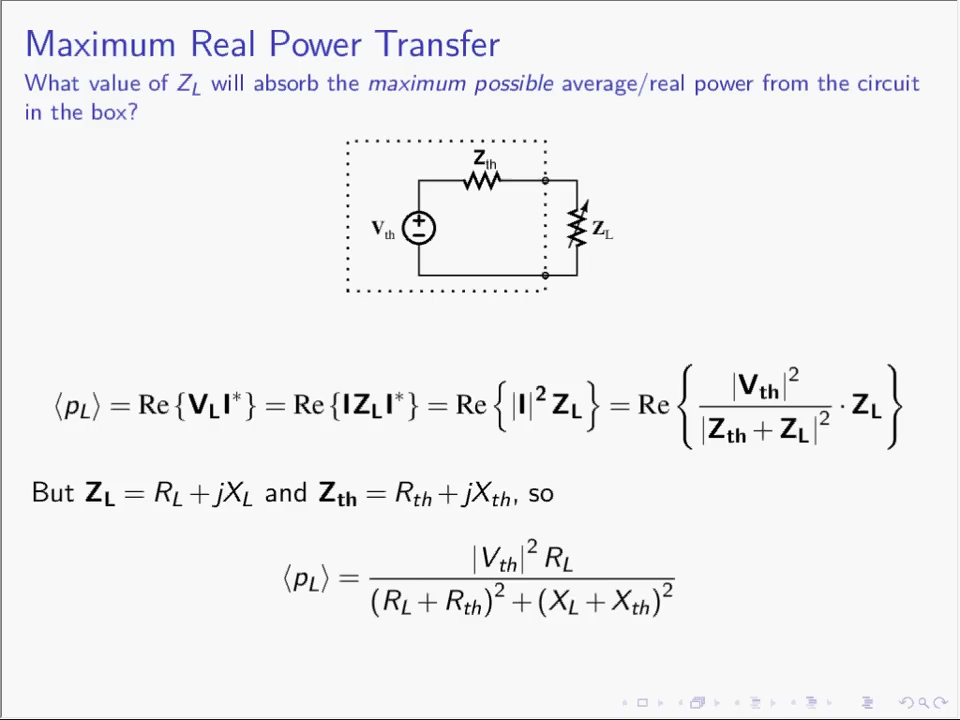 Maximum Real Power Transfer
What value of Z_L will absorb the maximum possible average/real power from the circuit
in the box?
Z_th
V_th
+
−
Z_L
⟨p_L⟩ = Re{V_L I*} = Re{I Z_L I*} = Re{|I|² Z_L} = Re{ |V_th|² / |Z_th + Z_L|² · Z_L }
But Z_L = R_L + jX_L and Z_th = R_th + jX_th, so
⟨p_L⟩ = |V_th|² R_L / (R_L + R_th)² + (X_L + X_th)²